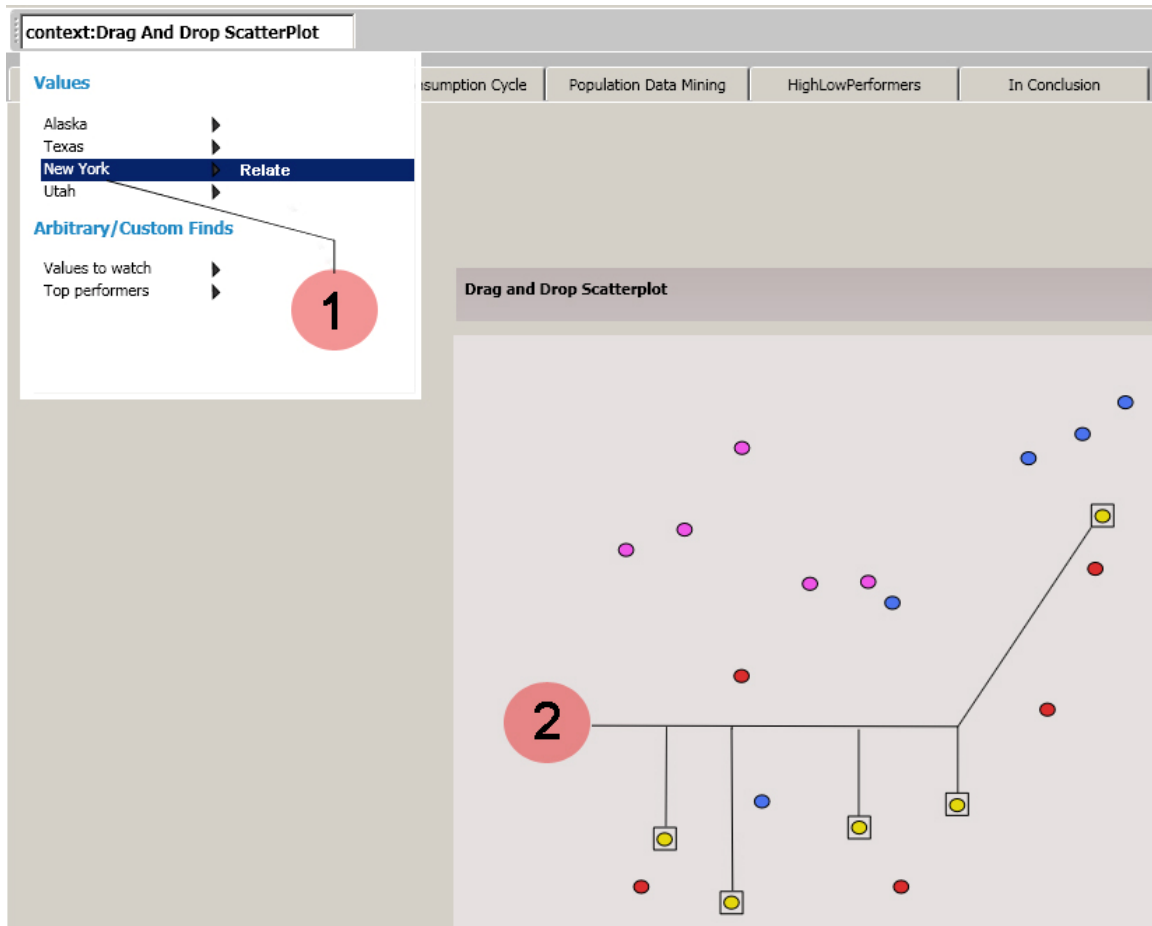 context:Drag And Drop ScatterPlot
Values
Cycle Population Data Mining HighLowPerformers In Conclusion
Alaska
Texas
New York Relate
Utah
Arbitrary/Custom Finds
Values to watch
Top performers
1
Drag and Drop Scatterplot
2